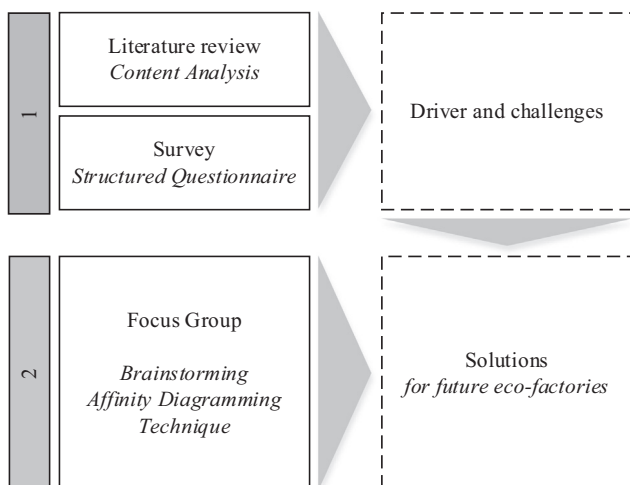 1
Literature review
Content Analysis
Survey
Structured Questionnaire
Driver and challenges
2
Focus Group
Brainstorming
Affinity Diagramming
Technique
Solutions
for future eco-factories